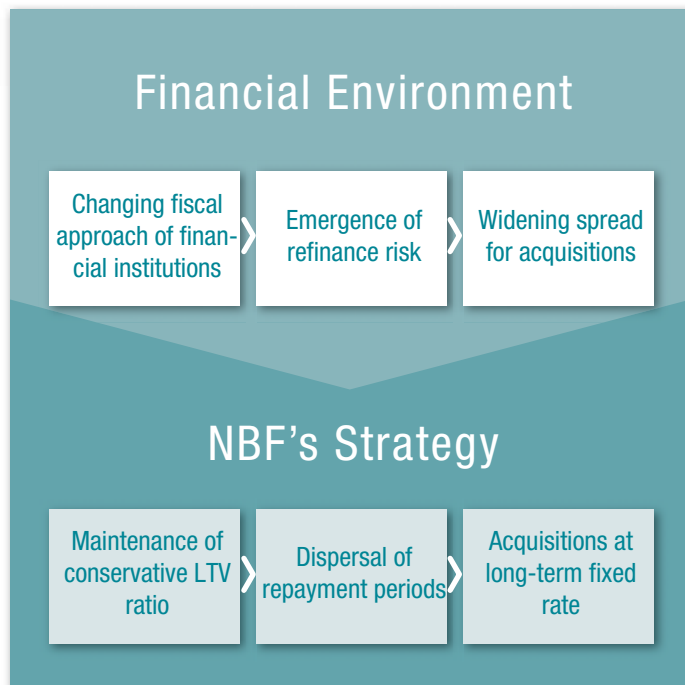 Financial Environment
Changing fiscal
approach of finan-
cial institutions
Emergence of
refinance risk
Widening spread
for acquisitions
NBF's Strategy
Maintenance of
conservative LTV
ratio
Dispersal of
repayment periods
Acquisitions at
long-term fixed
rate